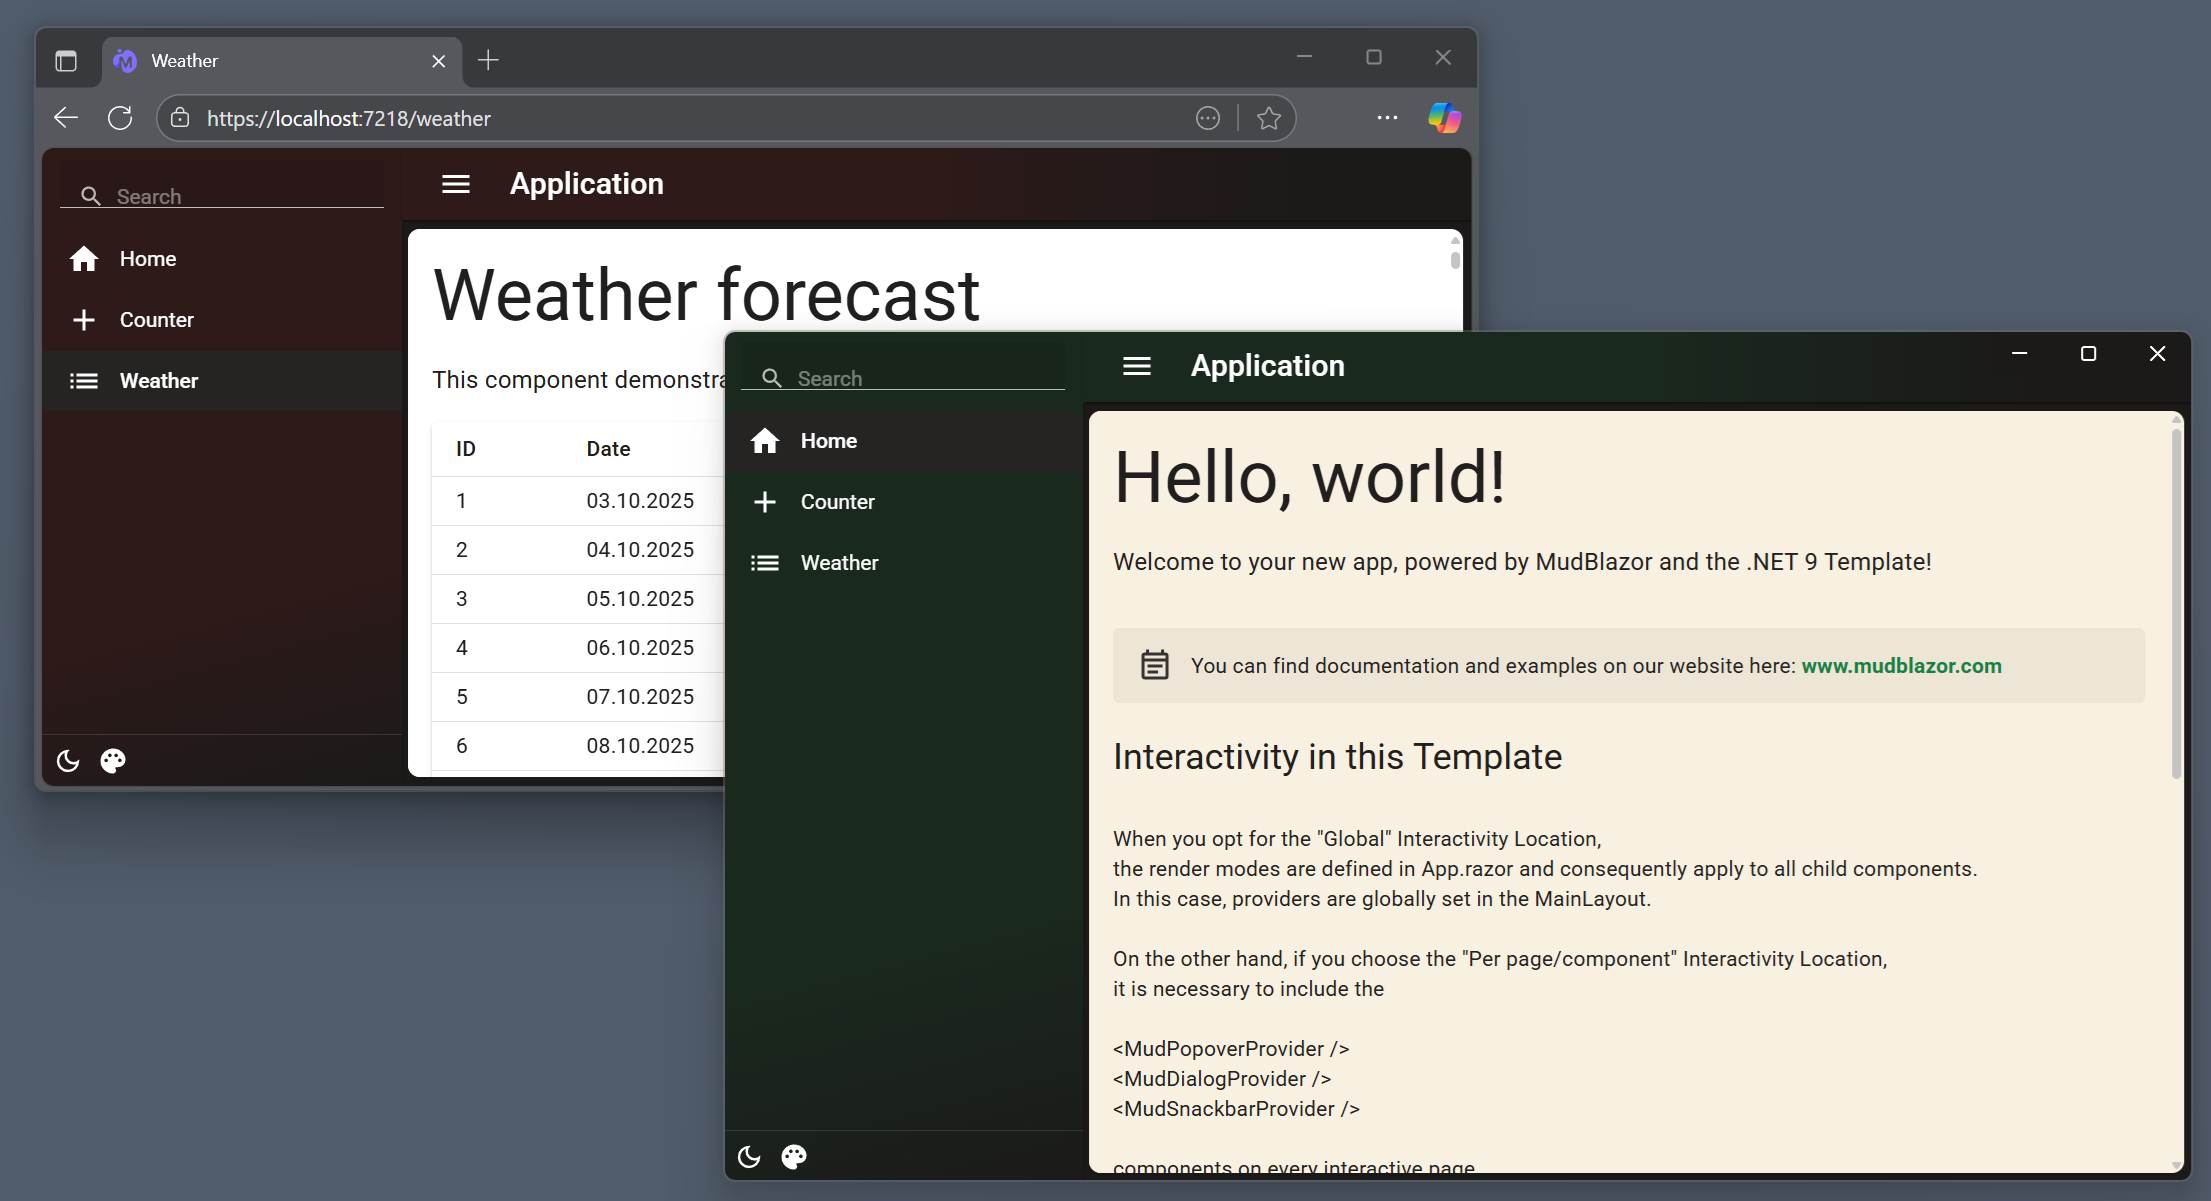 Weather
https://localhost:7218/weather
Search
Application
Home
Counter
Weather
Weather forecast
This component demonstra
ID Date
1 03.10.2025
2 04.10.2025
3 05.10.2025
4 06.10.2025
5 07.10.2025
6 08.10.2025
Search
Application
Home
Counter
Weather
Hello, world!
Welcome to your new app, powered by MudBlazor and the .NET 9 Template!
You can find documentation and examples on our website here: www.mudblazor.com
Interactivity in this Template
When you opt for the "Global" Interactivity Location,
the render modes are defined in App.razor and consequently apply to all child components.
In this case, providers are globally set in the MainLayout.
On the other hand, if you choose the "Per page/component" Interactivity Location,
it is necessary to include the
<MudPopoverProvider />
<MudDialogProvider />
<MudSnackbarProvider />
components on every interactive page